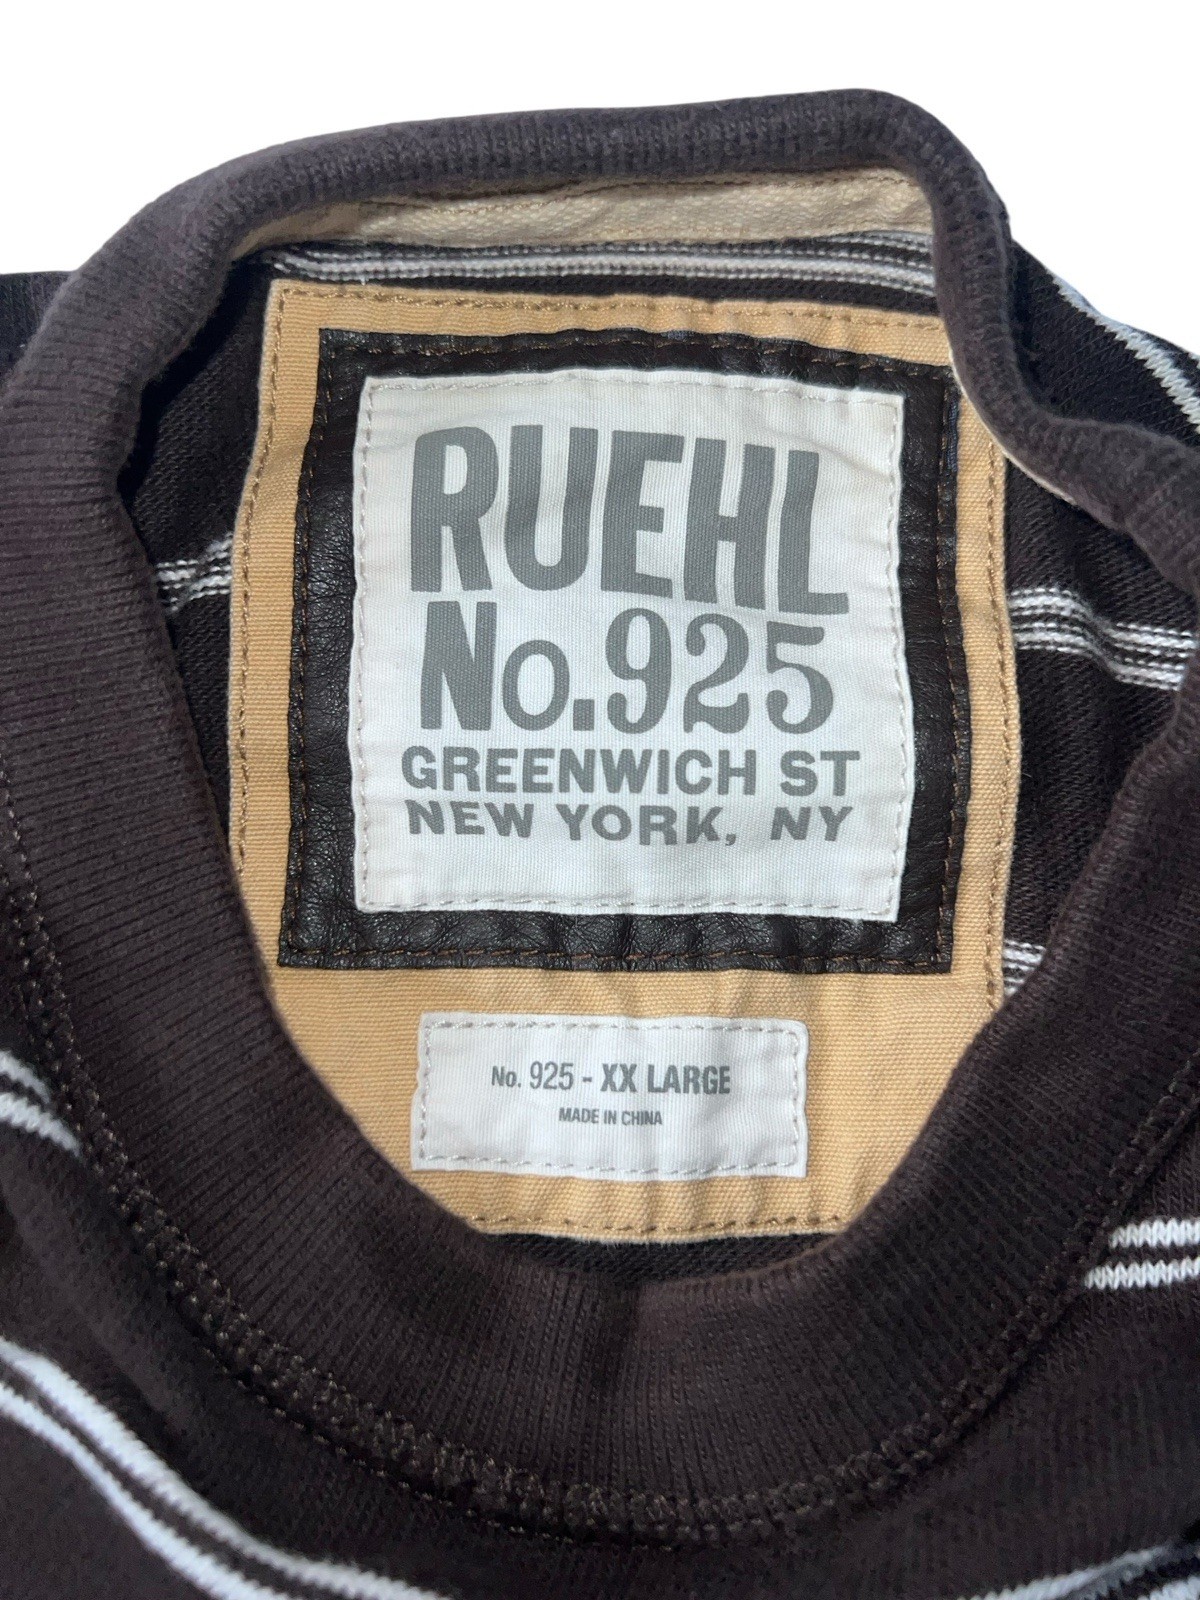 RUEHL
No.925
GREENWICH ST
NEW YORK, NY
No. 925 - XX LARGE
MADE IN CHINA